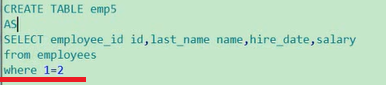 CREATE TABLE emp5
AS
SELECT employee_id id,last_name name,hire_date,salary
from employees
where 1=2